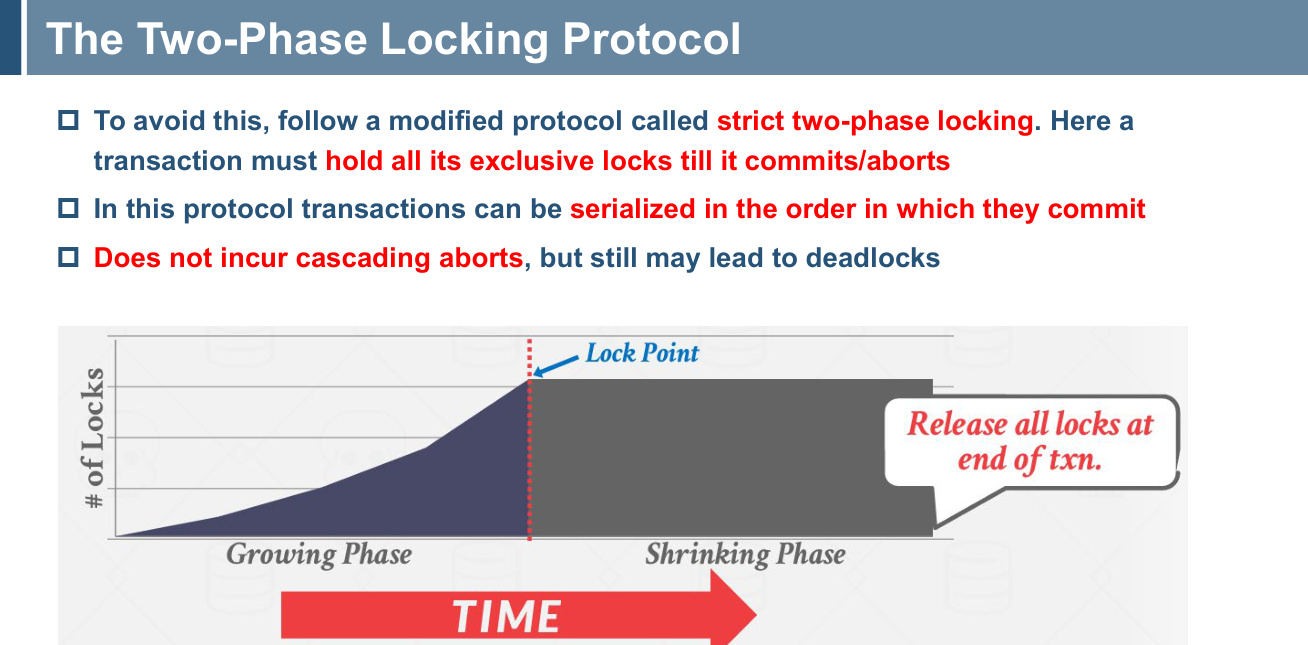 The Two-Phase Locking Protocol
To avoid this, follow a modified protocol called strict two-phase locking. Here a
transaction must hold all its exclusive locks till it commits/aborts
In this protocol transactions can be serialized in the order in which they commit
Does not incur cascading aborts, but still may lead to deadlocks
Lock Point
# of Locks
Release all locks at
end of txn.
Growing Phase
Shrinking Phase
TIME